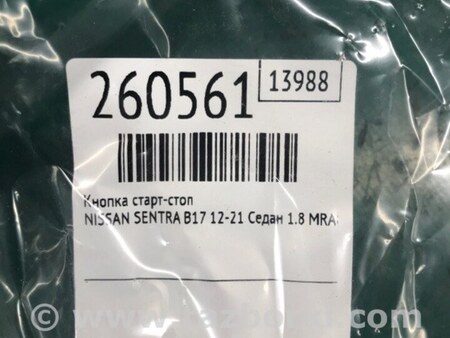 260561
13988
Кнопка старт-стоп
NISSAN SENTRA B17 12-21 Седан 1.8 MRA